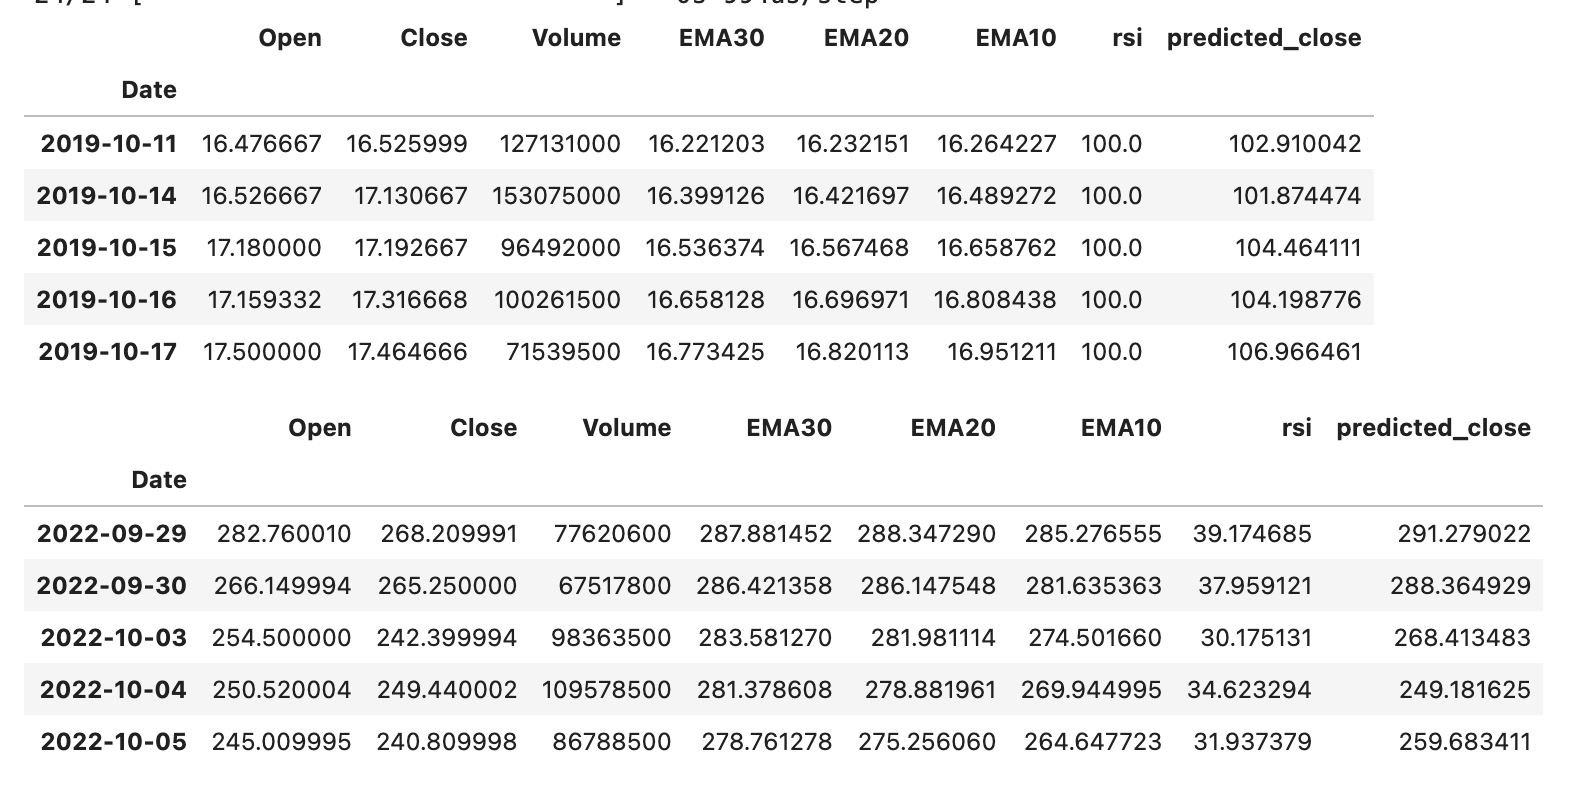 Open Close Volume EMA30 EMA20 EMA10 rsi predicted_close
Date
2019-10-11 16.476667 16.525999 127131000 16.221203 16.232151 16.264227 100.0 102.910042
2019-10-14 16.526667 17.130667 153075000 16.399126 16.421697 16.489272 100.0 101.874474
2019-10-15 17.180000 17.192667 96492000 16.536374 16.567468 16.658762 100.0 104.464111
2019-10-16 17.159332 17.316668 100261500 16.658128 16.696971 16.808438 100.0 104.198776
2019-10-17 17.500000 17.464666 71539500 16.773425 16.820113 16.951211 100.0 106.966461
Open Close Volume EMA30 EMA20 EMA10 rsi predicted_close
Date
2022-09-29 282.760010 268.209991 77620600 287.881452 288.347290 285.276555 39.174685 291.279022
2022-09-30 266.149994 265.250000 67517800 286.421358 286.147548 281.635363 37.959121 288.364929
2022-10-03 254.500000 242.399994 98363500 283.581270 281.981114 274.501660 30.175131 268.413483
2022-10-04 250.520004 249.440002 109578500 281.378608 278.881961 269.944995 34.623294 249.181625
2022-10-05 245.009995 240.809998 86788500 278.761278 275.256060 264.647723 31.937379 259.683411